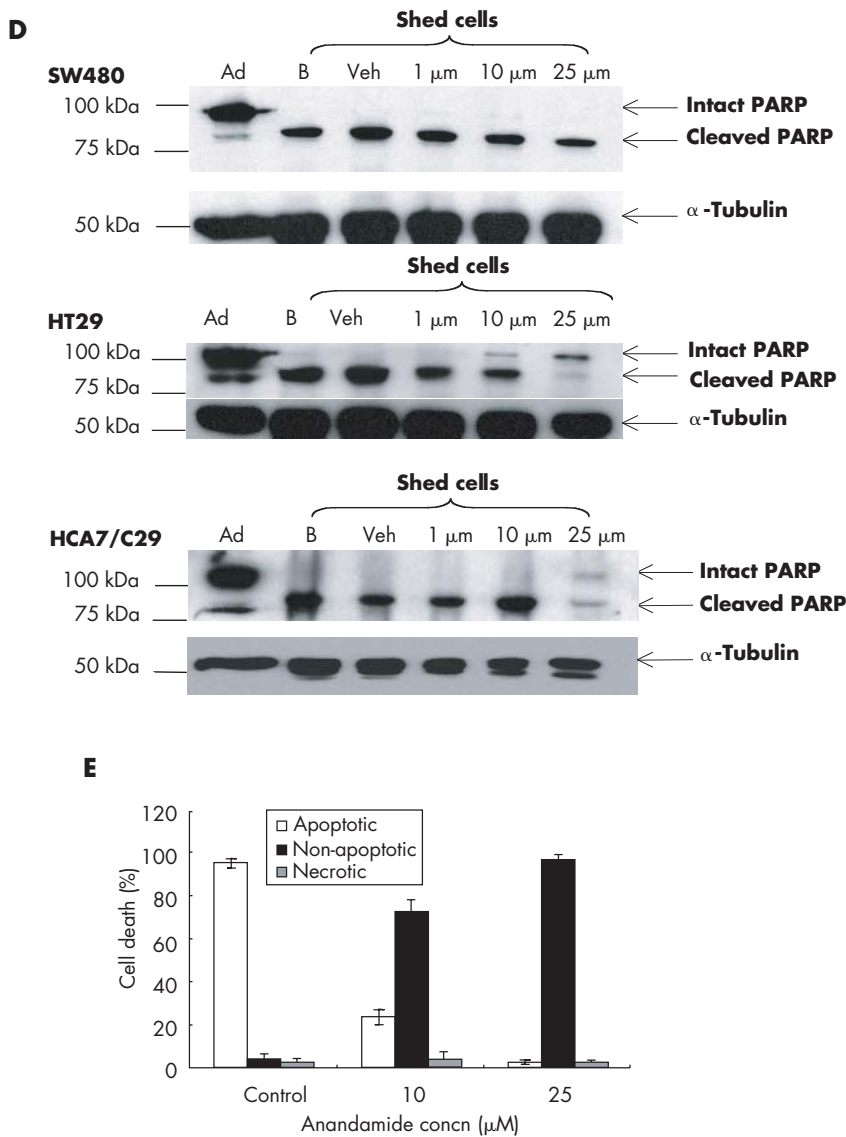 D
Shed cells
SW480 Ad B Veh 1 μm 10 μm 25 μm
100 kDa Intact PARP
75 kDa Cleaved PARP
50 kDa α-Tubulin
Shed cells
HT29 Ad B Veh 1 μm 10 μm 25 μm
100 kDa Intact PARP
75 kDa Cleaved PARP
50 kDa α-Tubulin
Shed cells
HCA7/C29 Ad B Veh 1 μm 10 μm 25 μm
100 kDa Intact PARP
75 kDa Cleaved PARP
50 kDa α-Tubulin
E
Cell death (%)
120
100
80
60
40
20
0
Apoptotic
Non-apoptotic
Necrotic
Control 10 25
Anandamide concn (μM)